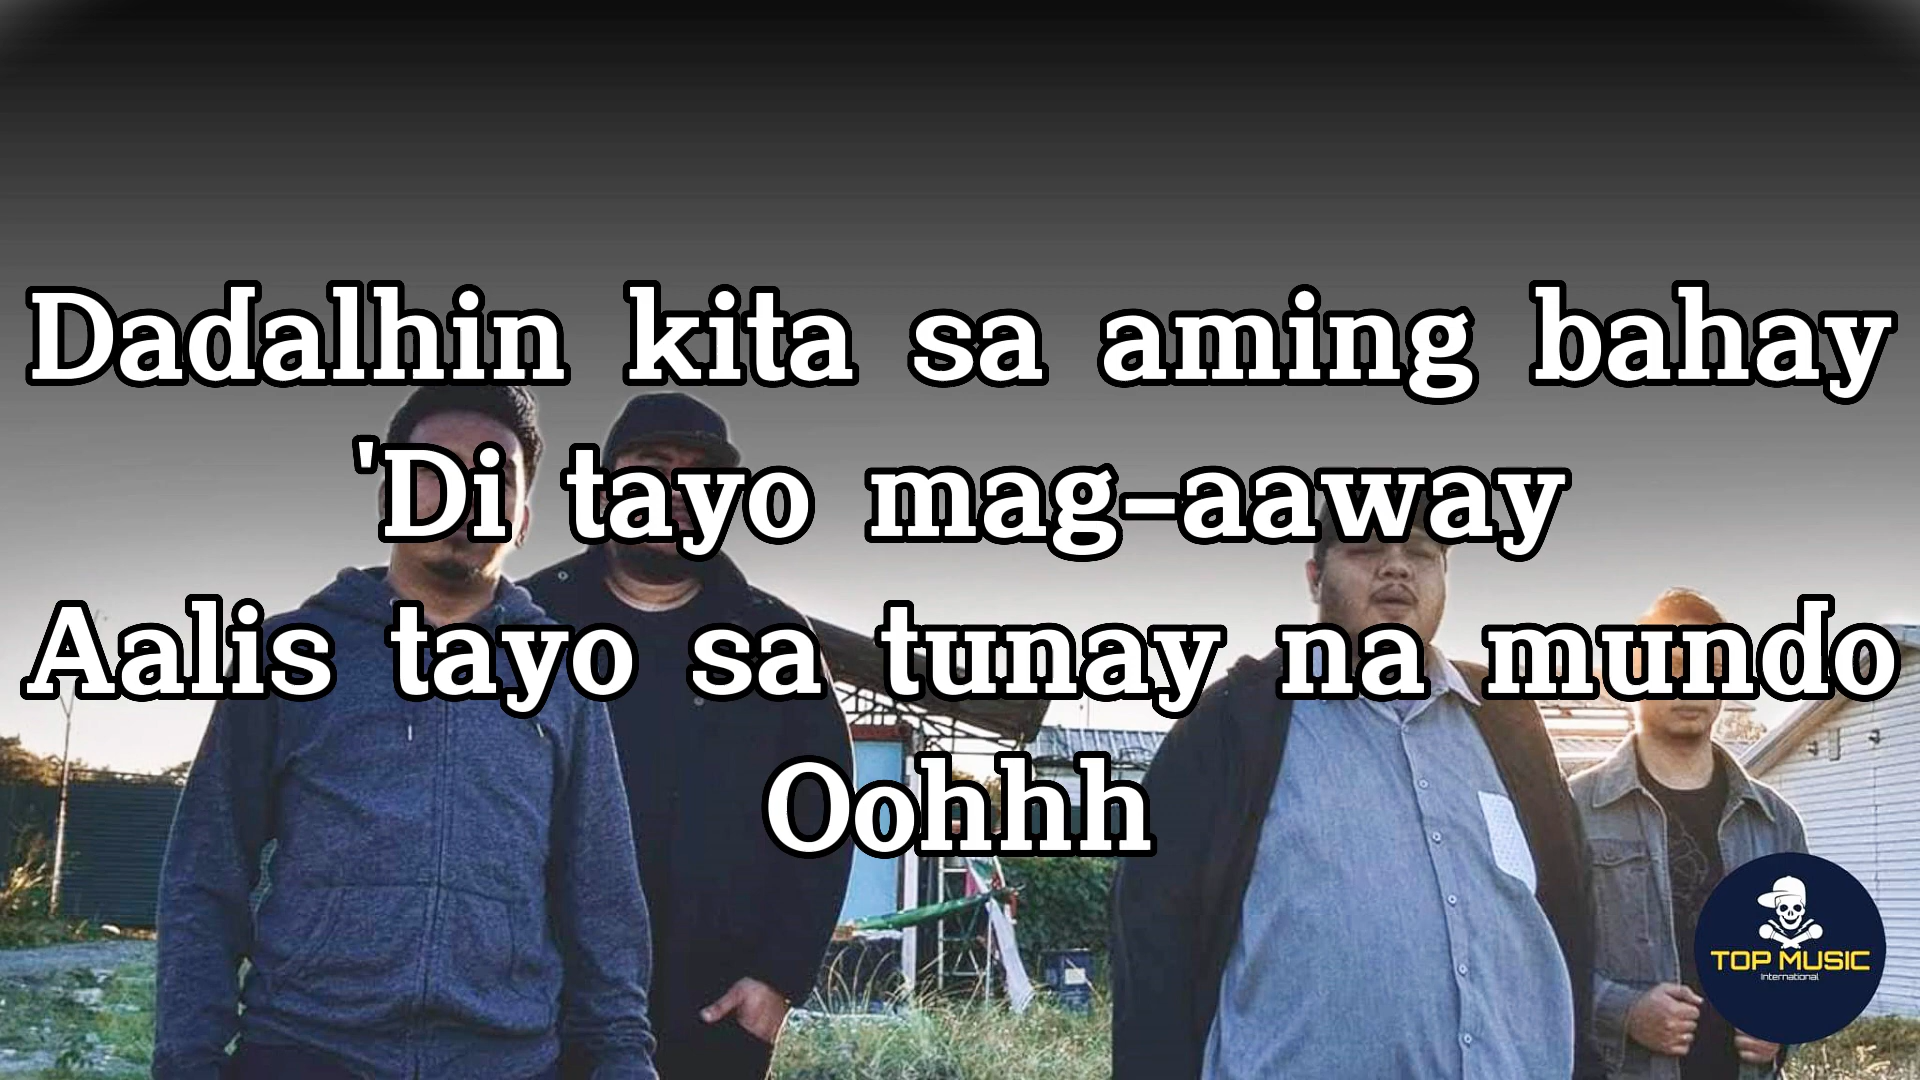 Dadalhin kita sa aming bahay
'Di tayo mag-aaway
Aalis tayo sa tunay na mundo
Oohhh
TOP MUSIC
International